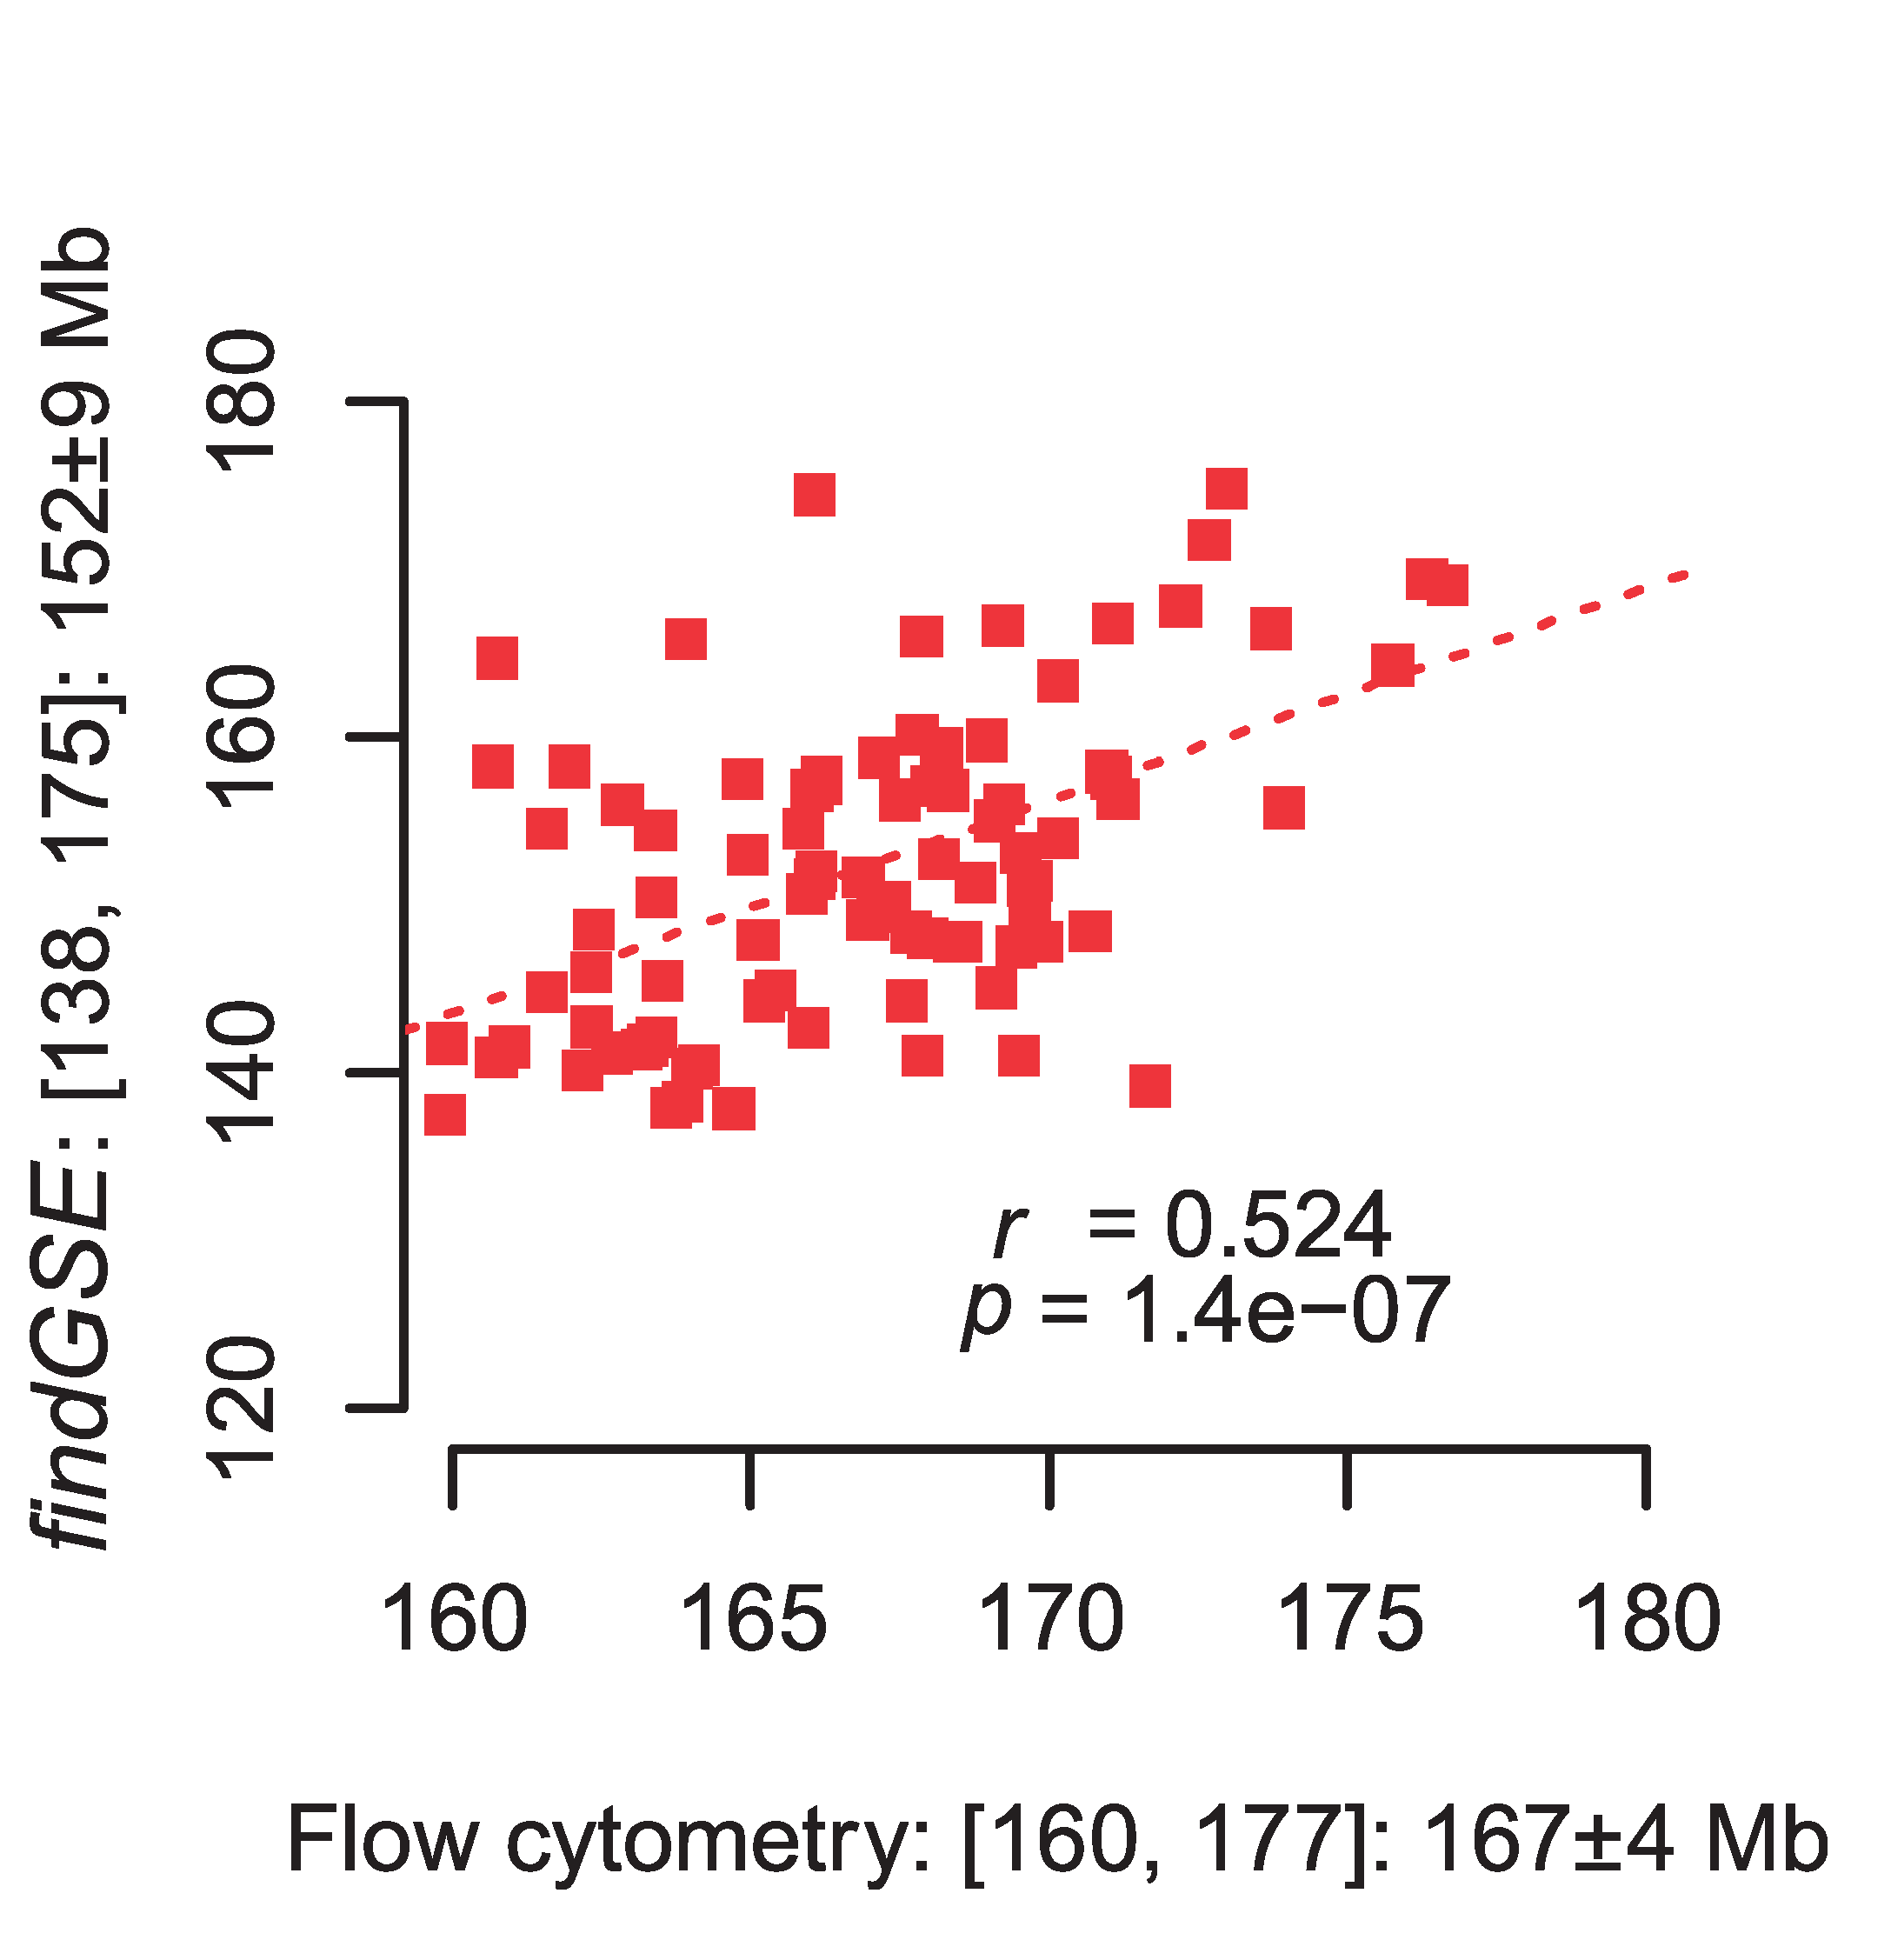 findGSE: [138, 175]: 152±9 Mb
180
160
140
120
r = 0.524
p = 1.4e−07
160 165 170 175 180
Flow cytometry: [160, 177]: 167±4 Mb